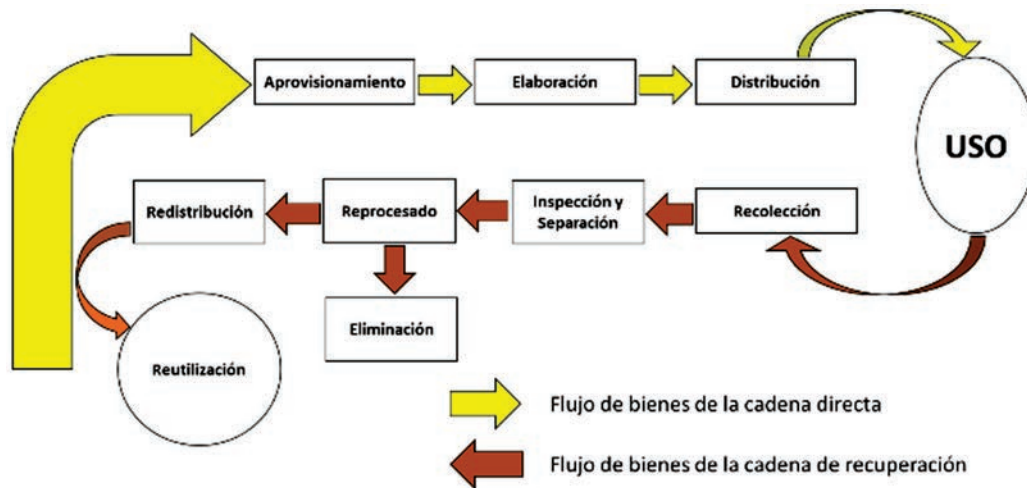 Aprovisionamiento
Elaboración
Distribución
USO
Redistribución
Reprocesado
Inspección y
Separación
Recolección
Eliminación
Reutilización
Flujo de bienes de la cadena directa
Flujo de bienes de la cadena de recuperación